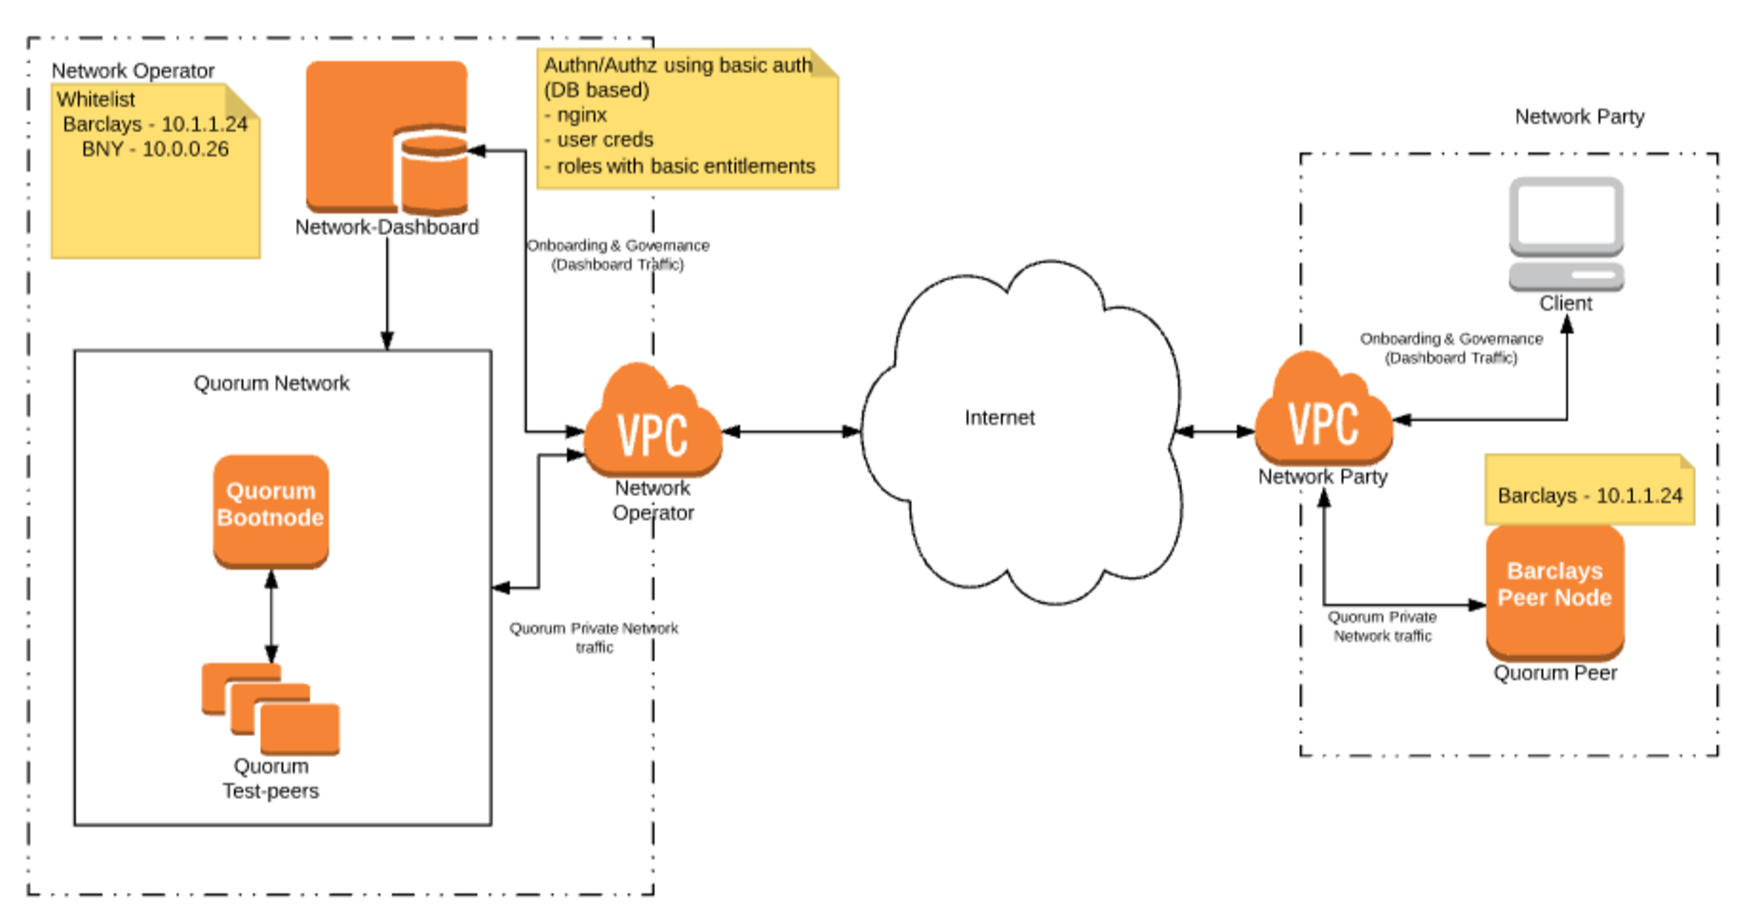 Network Operator
Whitelist
Barclays - 10.1.1.24
BNY - 10.0.0.26
Network-Dashboard
Authn/Authz using basic auth
(DB based)
- nginx
- user creds
- roles with basic entitlements
Onboarding & Governance
(Dashboard Traffic)
Quorum Network
Quorum
Bootnode
Quorum
Test-peers
VPC
Network
Operator
Quorum Private Network
traffic
Internet
Network Party
Client
Onboarding & Governance
(Dashboard Traffic)
VPC
Network Party
Barclays - 10.1.1.24
Barclays
Peer Node
Quorum Peer
Quorum Private
Network traffic